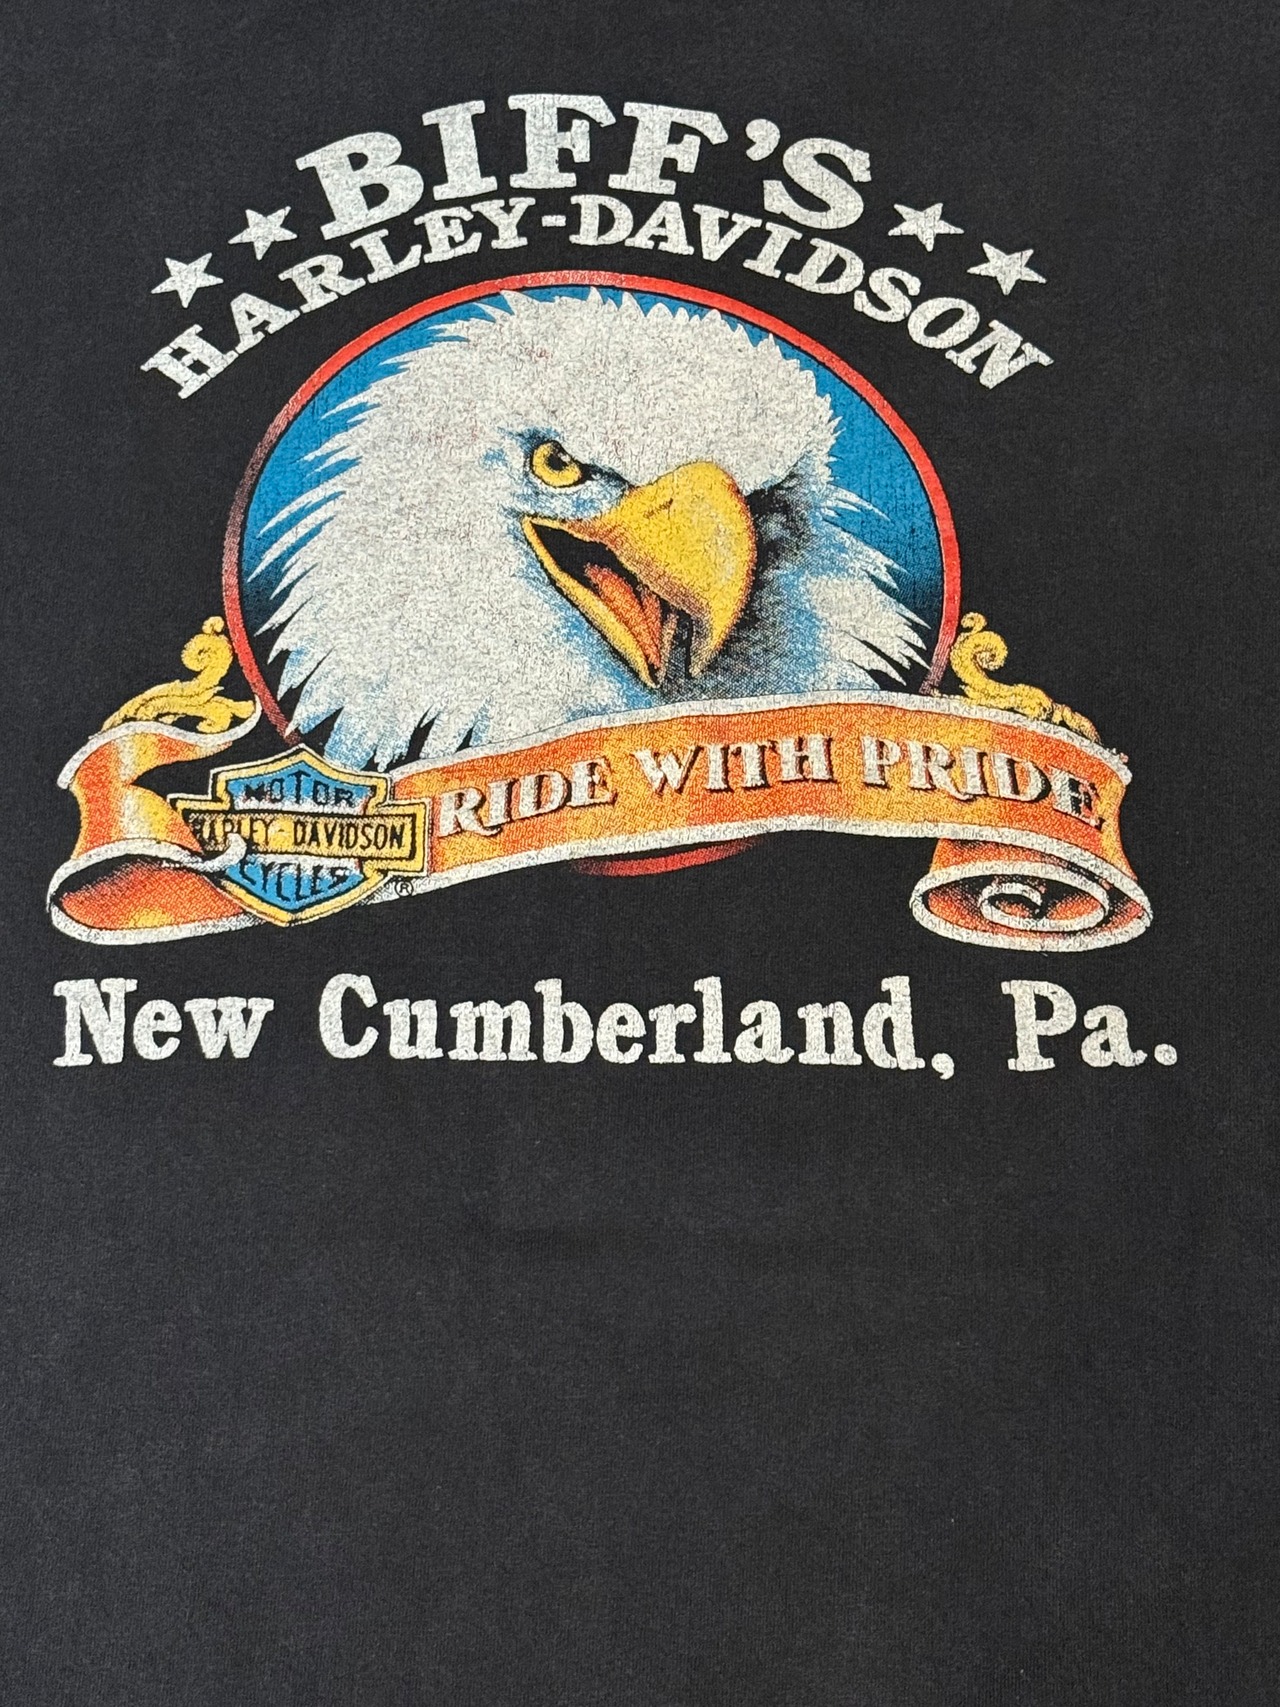 BIFF'S
HARLEY-DAVIDSON
RIDE WITH PRIDE
MOTOR
HARLEY-DAVIDSON
CYCLES
®
New Cumberland, Pa.